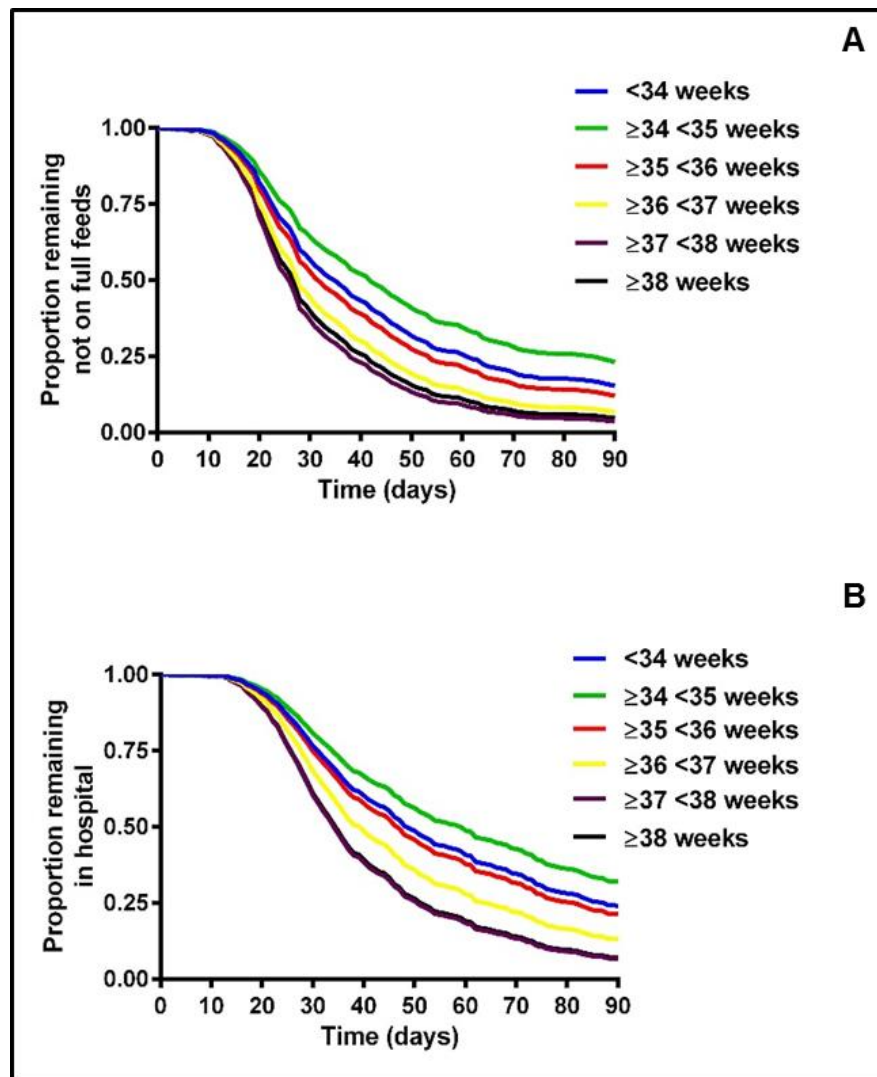 A
<34 weeks
≥34 <35 weeks
≥35 <36 weeks
≥36 <37 weeks
≥37 <38 weeks
≥38 weeks
Proportion remaining
not on full feeds
1.00
0.75
0.50
0.25
0.00
0 10 20 30 40 50 60 70 80 90
Time (days)
B
<34 weeks
≥34 <35 weeks
≥35 <36 weeks
≥36 <37 weeks
≥37 <38 weeks
≥38 weeks
Proportion remaining
in hospital
1.00
0.75
0.50
0.25
0.00
0 10 20 30 40 50 60 70 80 90
Time (days)